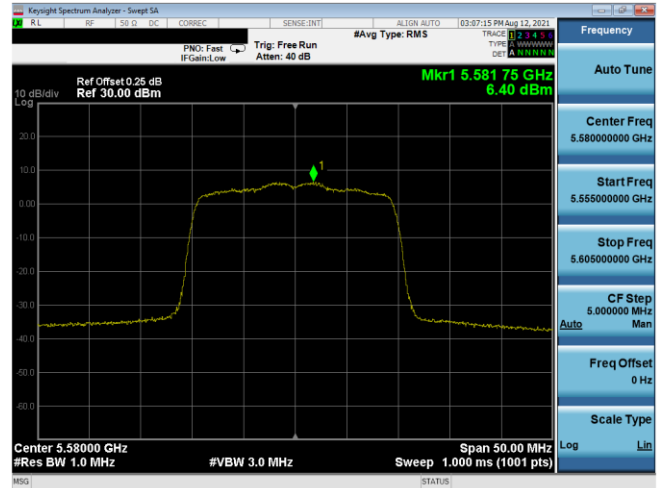 Keysight Spectrum Analyzer - Swept SA
RL RF 50 Ω DC CORREC SENSE:INT ALIGN AUTO 03:07:15 PM Aug 12, 2021
Frequency
#Avg Type: RMS TRACE 1 2 3 4 5 6
PNO: Fast Trig: Free Run TYPE A WWWWW
IFGain:Low Atten: 40 dB DET A N N N N N
Auto Tune
Mkr1 5.581 75 GHz
Ref Offset 0.25 dB
10 dB/div Ref 30.00 dBm 6.40 dBm
Log
Center Freq
5.580000000 GHz
20.0
1
10.0
Start Freq
5.555000000 GHz
0.00
-10.0
Stop Freq
5.605000000 GHz
-20.0
-30.0
CF Step
5.000000 MHz
Auto Man
-40.0
-50.0
Freq Offset
0 Hz
-60.0
Scale Type
Log Lin
Center 5.58000 GHz Span 50.00 MHz
#Res BW 1.0 MHz #VBW 3.0 MHz Sweep 1.000 ms (1001 pts)
MSG STATUS